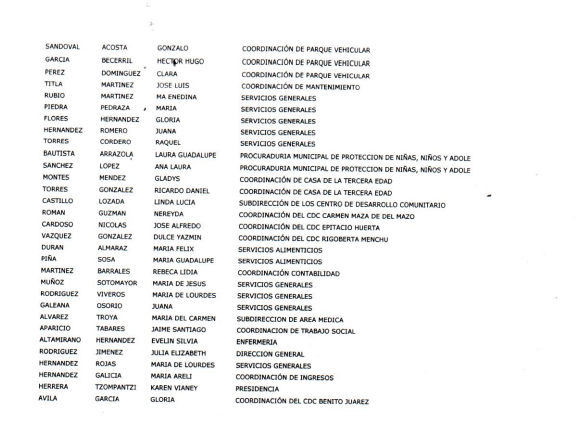 SANDOVAL ACOSTA GONZALO COORDINACIÓN DE PARQUE VEHICULAR
GARCIA BECERRIL HECTOR HUGO COORDINACIÓN DE PARQUE VEHICULAR
PEREZ DOMINGUEZ CLARA COORDINACIÓN DE PARQUE VEHICULAR
TITLA MARTINEZ JOSE LUIS COORDINACIÓN DE MANTENIMIENTO
RUBIO MARTINEZ MA ENEDINA SERVICIOS GENERALES
PIEDRA PEDRAZA MARIA SERVICIOS GENERALES
FLORES HERNANDEZ GLORIA SERVICIOS GENERALES
HERNANDEZ ROMERO JUANA SERVICIOS GENERALES
TORRES CORDERO RAQUEL SERVICIOS GENERALES
BAUTISTA ARRAZOLA LAURA GUADALUPE PROCURADURIA MUNICIPAL DE PROTECCION DE NIÑAS, NIÑOS Y ADOLE
SANCHEZ LOPEZ ANA LAURA PROCURADURIA MUNICIPAL DE PROTECCION DE NIÑAS, NIÑOS Y ADOLE
MONTES MENDEZ GLADYS COORDINACIÓN DE CASA DE LA TERCERA EDAD
TORRES GONZALEZ RICARDO DANIEL COORDINACIÓN DE CASA DE LA TERCERA EDAD
CASTILLO LOZADA LINDA LUCIA SUBDIRECCIÓN DE LOS CENTRO DE DESARROLLO COMUNITARIO
ROMAN GUZMAN NEREYDA COORDINACIÓN DEL CDC CARMEN MAZA DE DEL MAZO
CARDOSO NICOLAS JOSE ALFREDO COORDINACIÓN DEL CDC EPITACIO HUERTA
VAZQUEZ GONZALEZ DULCE YAZMIN COORDINACIÓN DEL CDC RIGOBERTA MENCHU
DURAN ALMARAZ MARIA FELIX SERVICIOS ALIMENTICIOS
PIÑA SOSA MARIA GUADALUPE SERVICIOS ALIMENTICIOS
MARTINEZ BARRALES REBECA LIDIA COORDINACIÓN CONTABILIDAD
MUÑOZ SOTOMAYOR MARIA DE JESUS SERVICIOS GENERALES
RODRIGUEZ VIVEROS MARIA DE LOURDES SERVICIOS GENERALES
GALEANA OSORIO JUANA SERVICIOS GENERALES
ALVAREZ TROYA MARIA DEL CARMEN SUBDIRECCION DE AREA MEDICA
APARICIO TABARES JAIME SANTIAGO COORDINACION DE TRABAJO SOCIAL
ALTAMIRANO HERNANDEZ EVELIN SILVIA ENFERMERIA
RODRIGUEZ JIMENEZ JULIA ELIZABETH DIRECCION GENERAL
HERNANDEZ ROJAS MARIA DE LOURDES SERVICIOS GENERALES
HERNANDEZ GALICIA MARIA ARELI COORDINACIÓN DE INGRESOS
HERRERA TZOMPANTZI KAREN VIANEY PRESIDENCIA
AVILA GARCIA GLORIA COORDINACIÓN DEL CDC BENITO JUAREZ